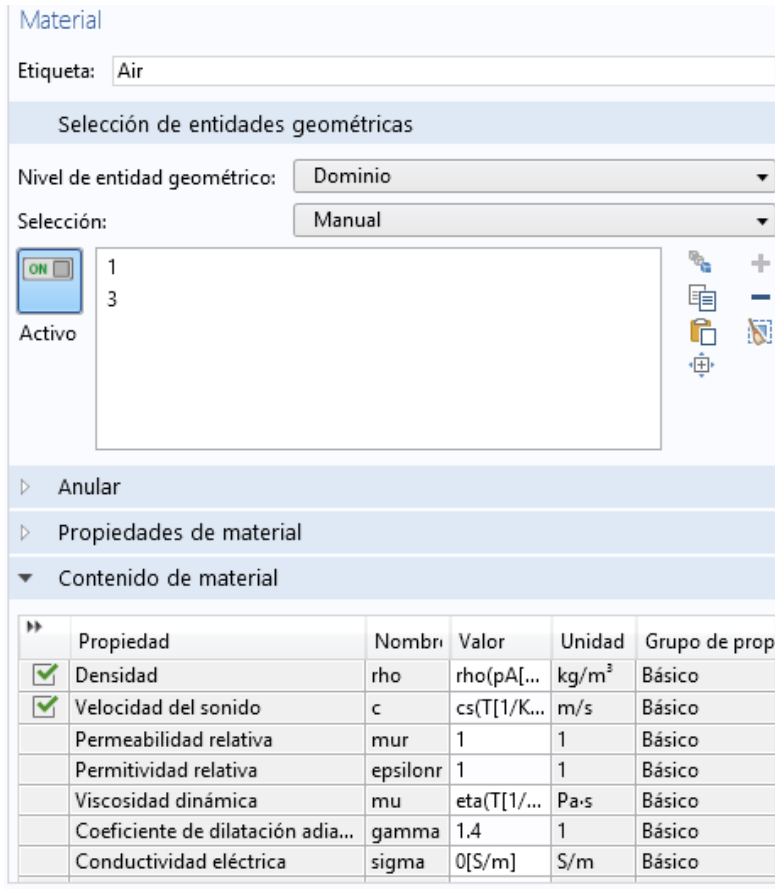 Material
Etiqueta: Air
Selección de entidades geométricas
Nivel de entidad geométrico: Dominio
Selección: Manual
ON 1
3
Activo
Anular
Propiedades de material
Contenido de material
Propiedad Nombre Valor Unidad Grupo de prop
Densidad rho rho(pA[... kg/m³ Básico
Velocidad del sonido c cs(T[1/K... m/s Básico
Permeabilidad relativa mur 1 1 Básico
Permitividad relativa epsilonr 1 1 Básico
Viscosidad dinámica mu eta(T[1/... Pa·s Básico
Coeficiente de dilatación adia... gamma 1.4 1 Básico
Conductividad eléctrica sigma 0[S/m] S/m Básico